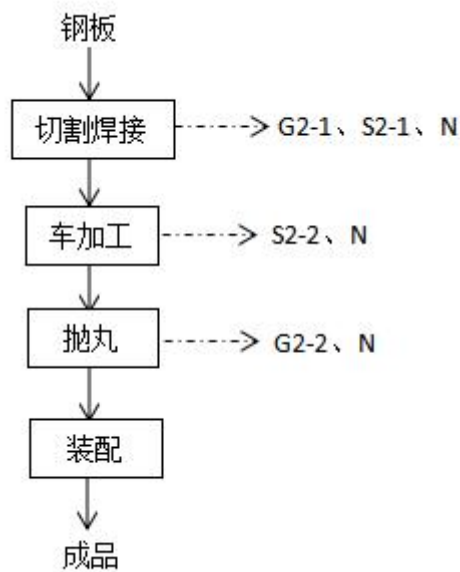 钢板
切割焊接 G2-1、S2-1、N
车加工 S2-2、N
抛丸 G2-2、N
装配
成品